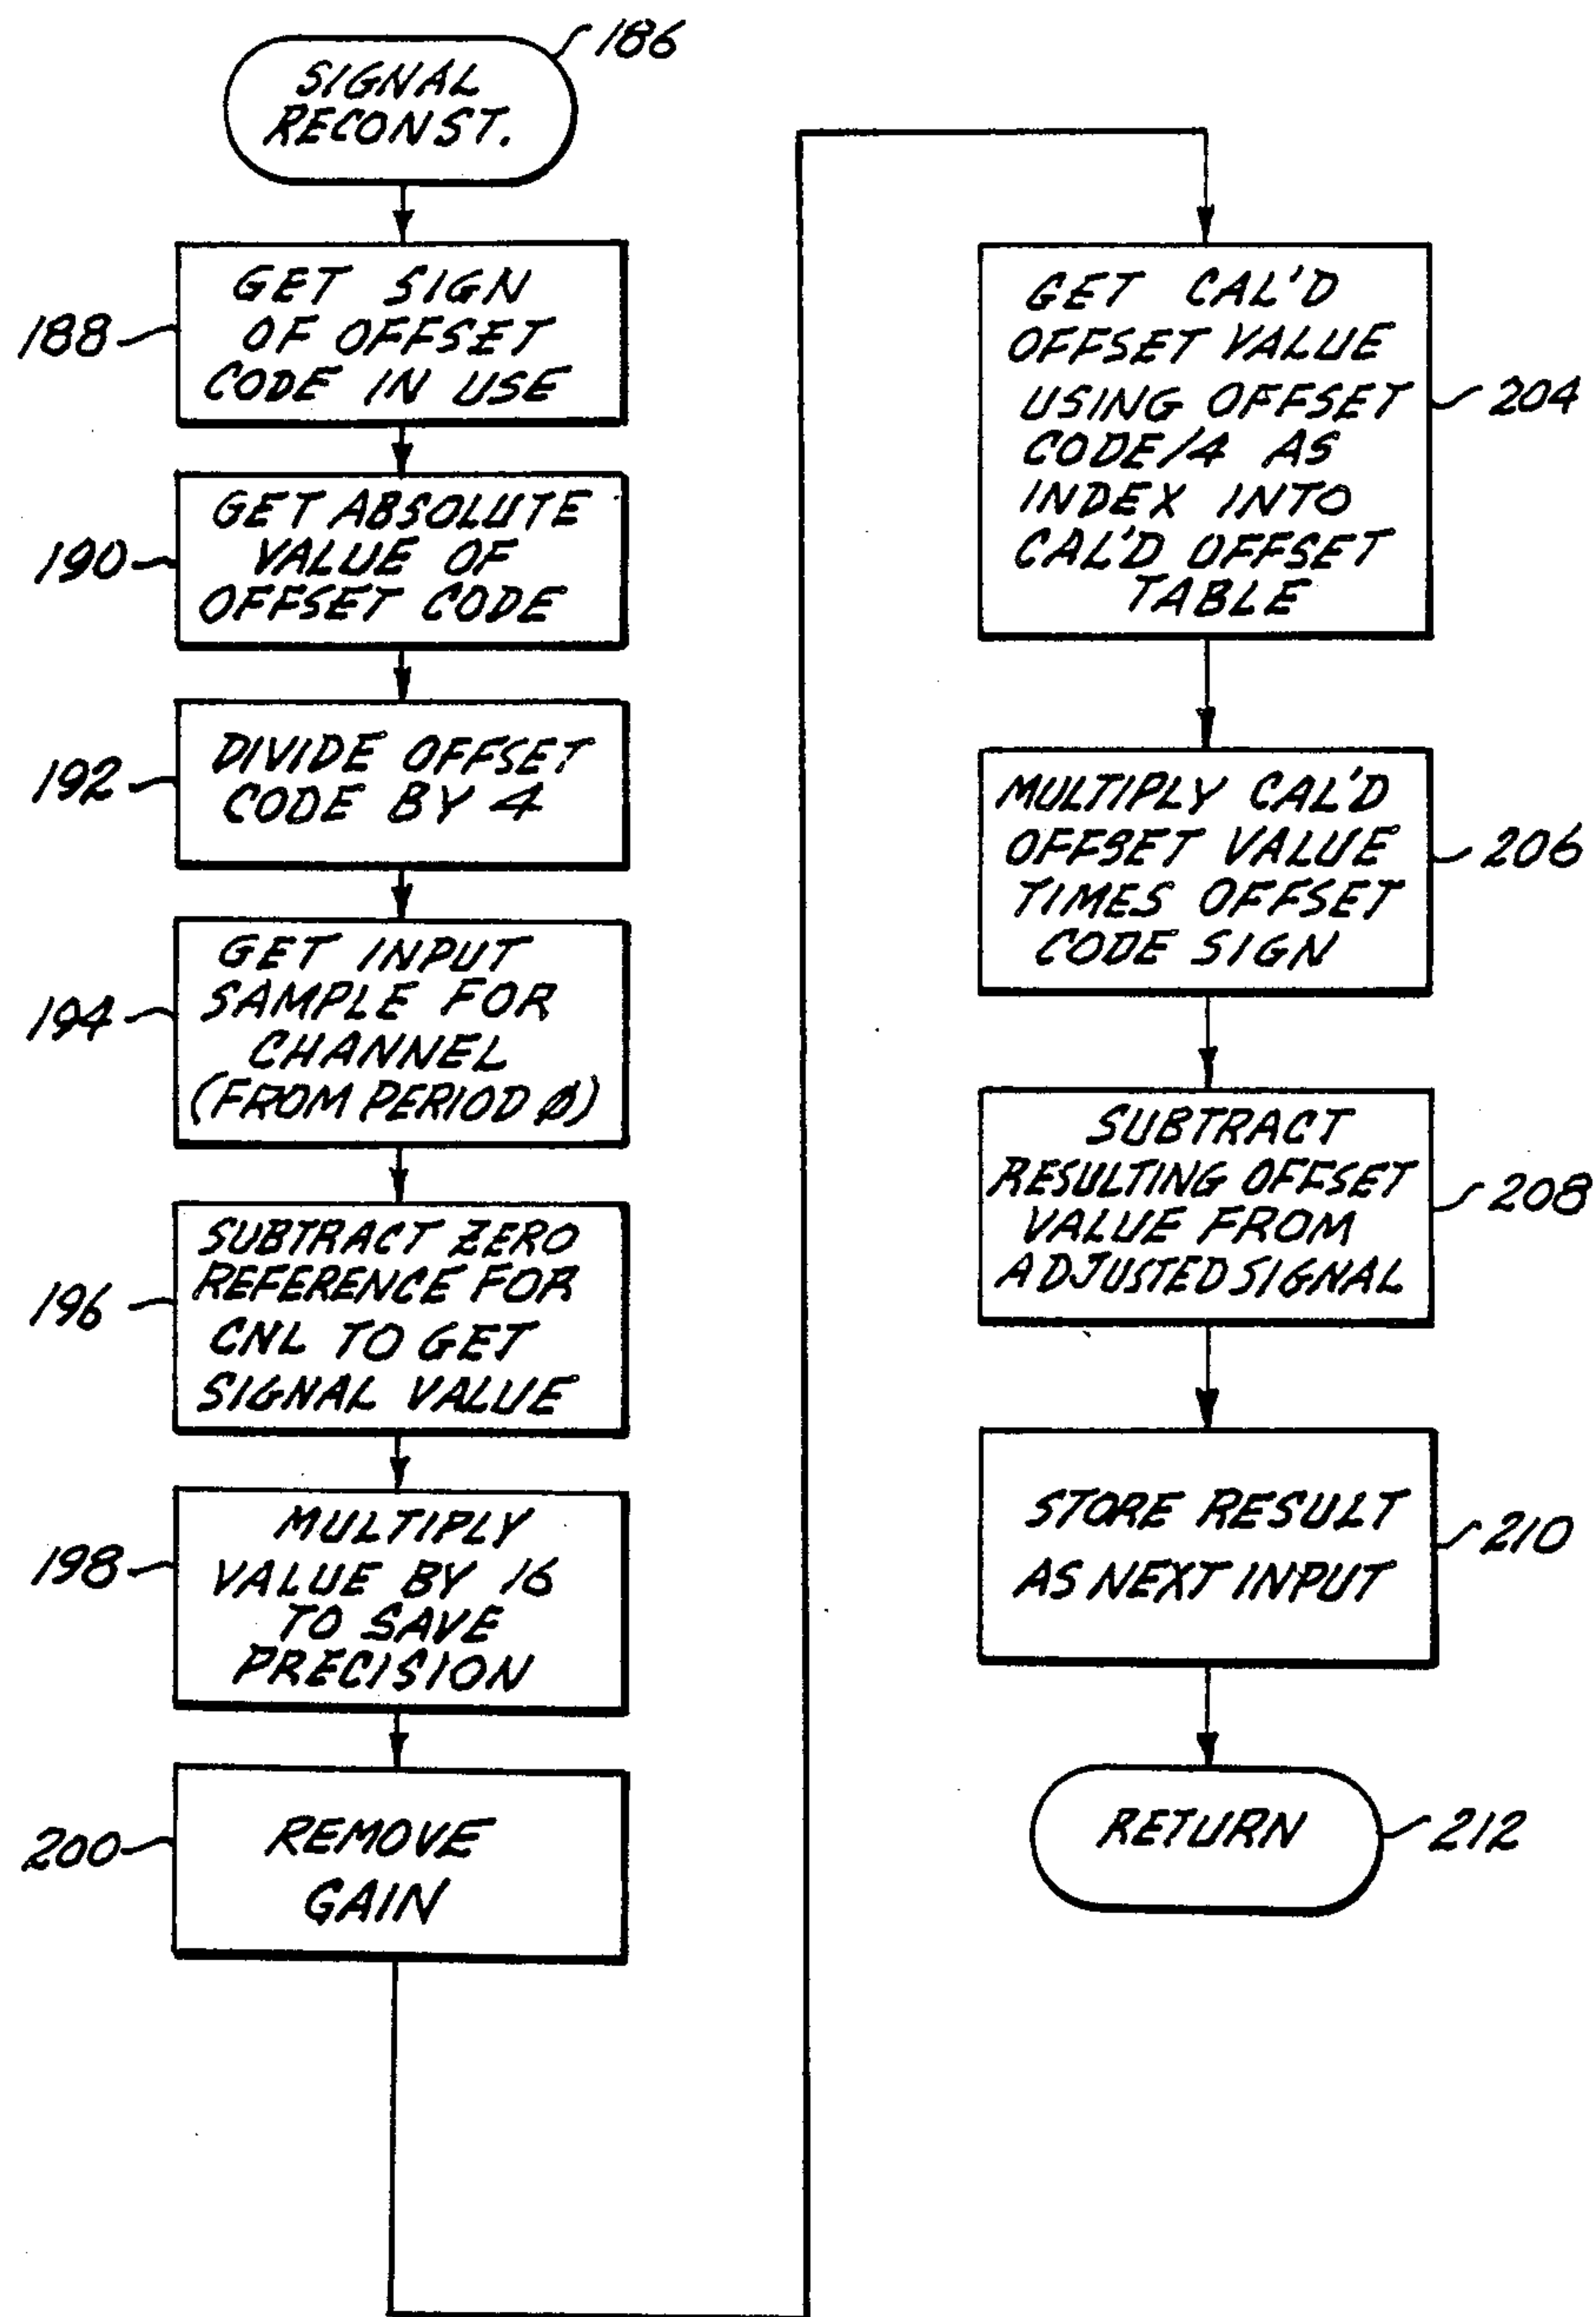 SIGNAL
RECONST.
186
GET SIGN
OF OFFSET
CODE IN USE
188
GET ABSOLUTE
VALUE OF
OFFSET CODE
190
DIVIDE OFFSET
CODE BY 4
192
GET INPUT
SAMPLE FOR
CHANNEL
(FROM PERIOD Ø)
194
SUBTRACT ZERO
REFERENCE FOR
CNL TO GET
SIGNAL VALUE
196
MULTIPLY
VALUE BY 16
TO SAVE
PRECISION
198
REMOVE
GAIN
200
GET CAL'D
OFFSET VALUE
USING OFFSET
CODE/4 AS
INDEX INTO
CAL'D OFFSET
TABLE
204
MULTIPLY CAL'D
OFFSET VALUE
TIMES OFFSET
CODE SIGN
206
SUBTRACT
RESULTING OFFSET
VALUE FROM
ADJUSTED SIGNAL
208
STORE RESULT
AS NEXT INPUT
210
RETURN
212